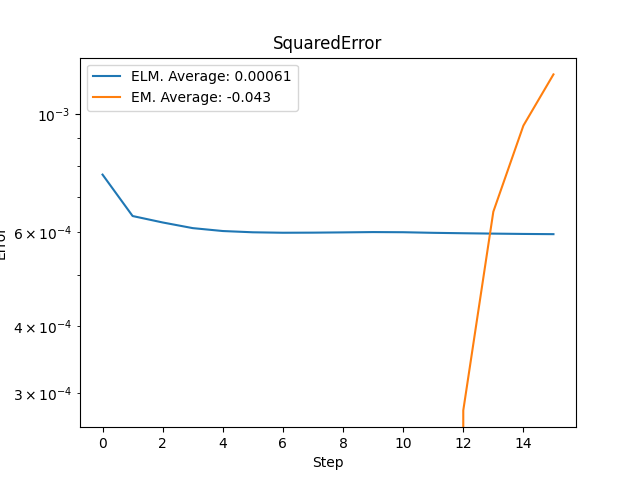 SquaredError
ELM. Average: 0.00061
EM. Average: -0.043
10⁻³
6 × 10⁻⁴
4 × 10⁻⁴
3 × 10⁻⁴
Error
0 2 4 6 8 10 12 14
Step